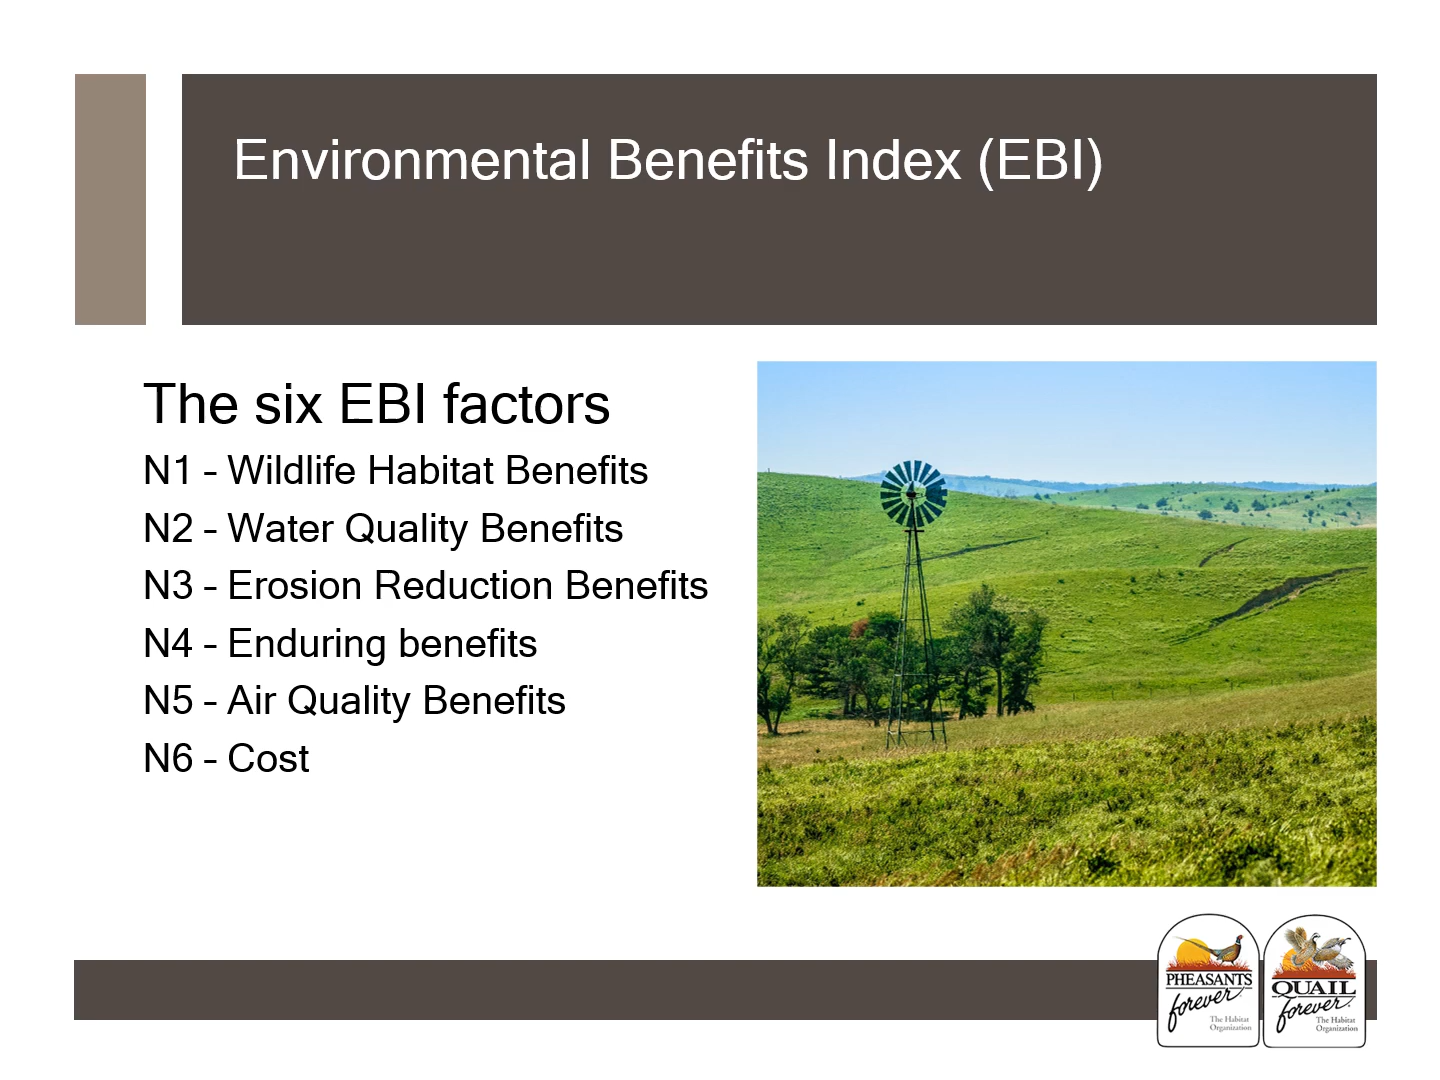 Environmental Benefits Index (EBI)
The six EBI factors
N1 – Wildlife Habitat Benefits
N2 – Water Quality Benefits
N3 – Erosion Reduction Benefits
N4 – Enduring benefits
N5 – Air Quality Benefits
N6 – Cost
PHEASANTS
forever
The Habitat
Organization
QUAIL
forever
The Habitat
Organization